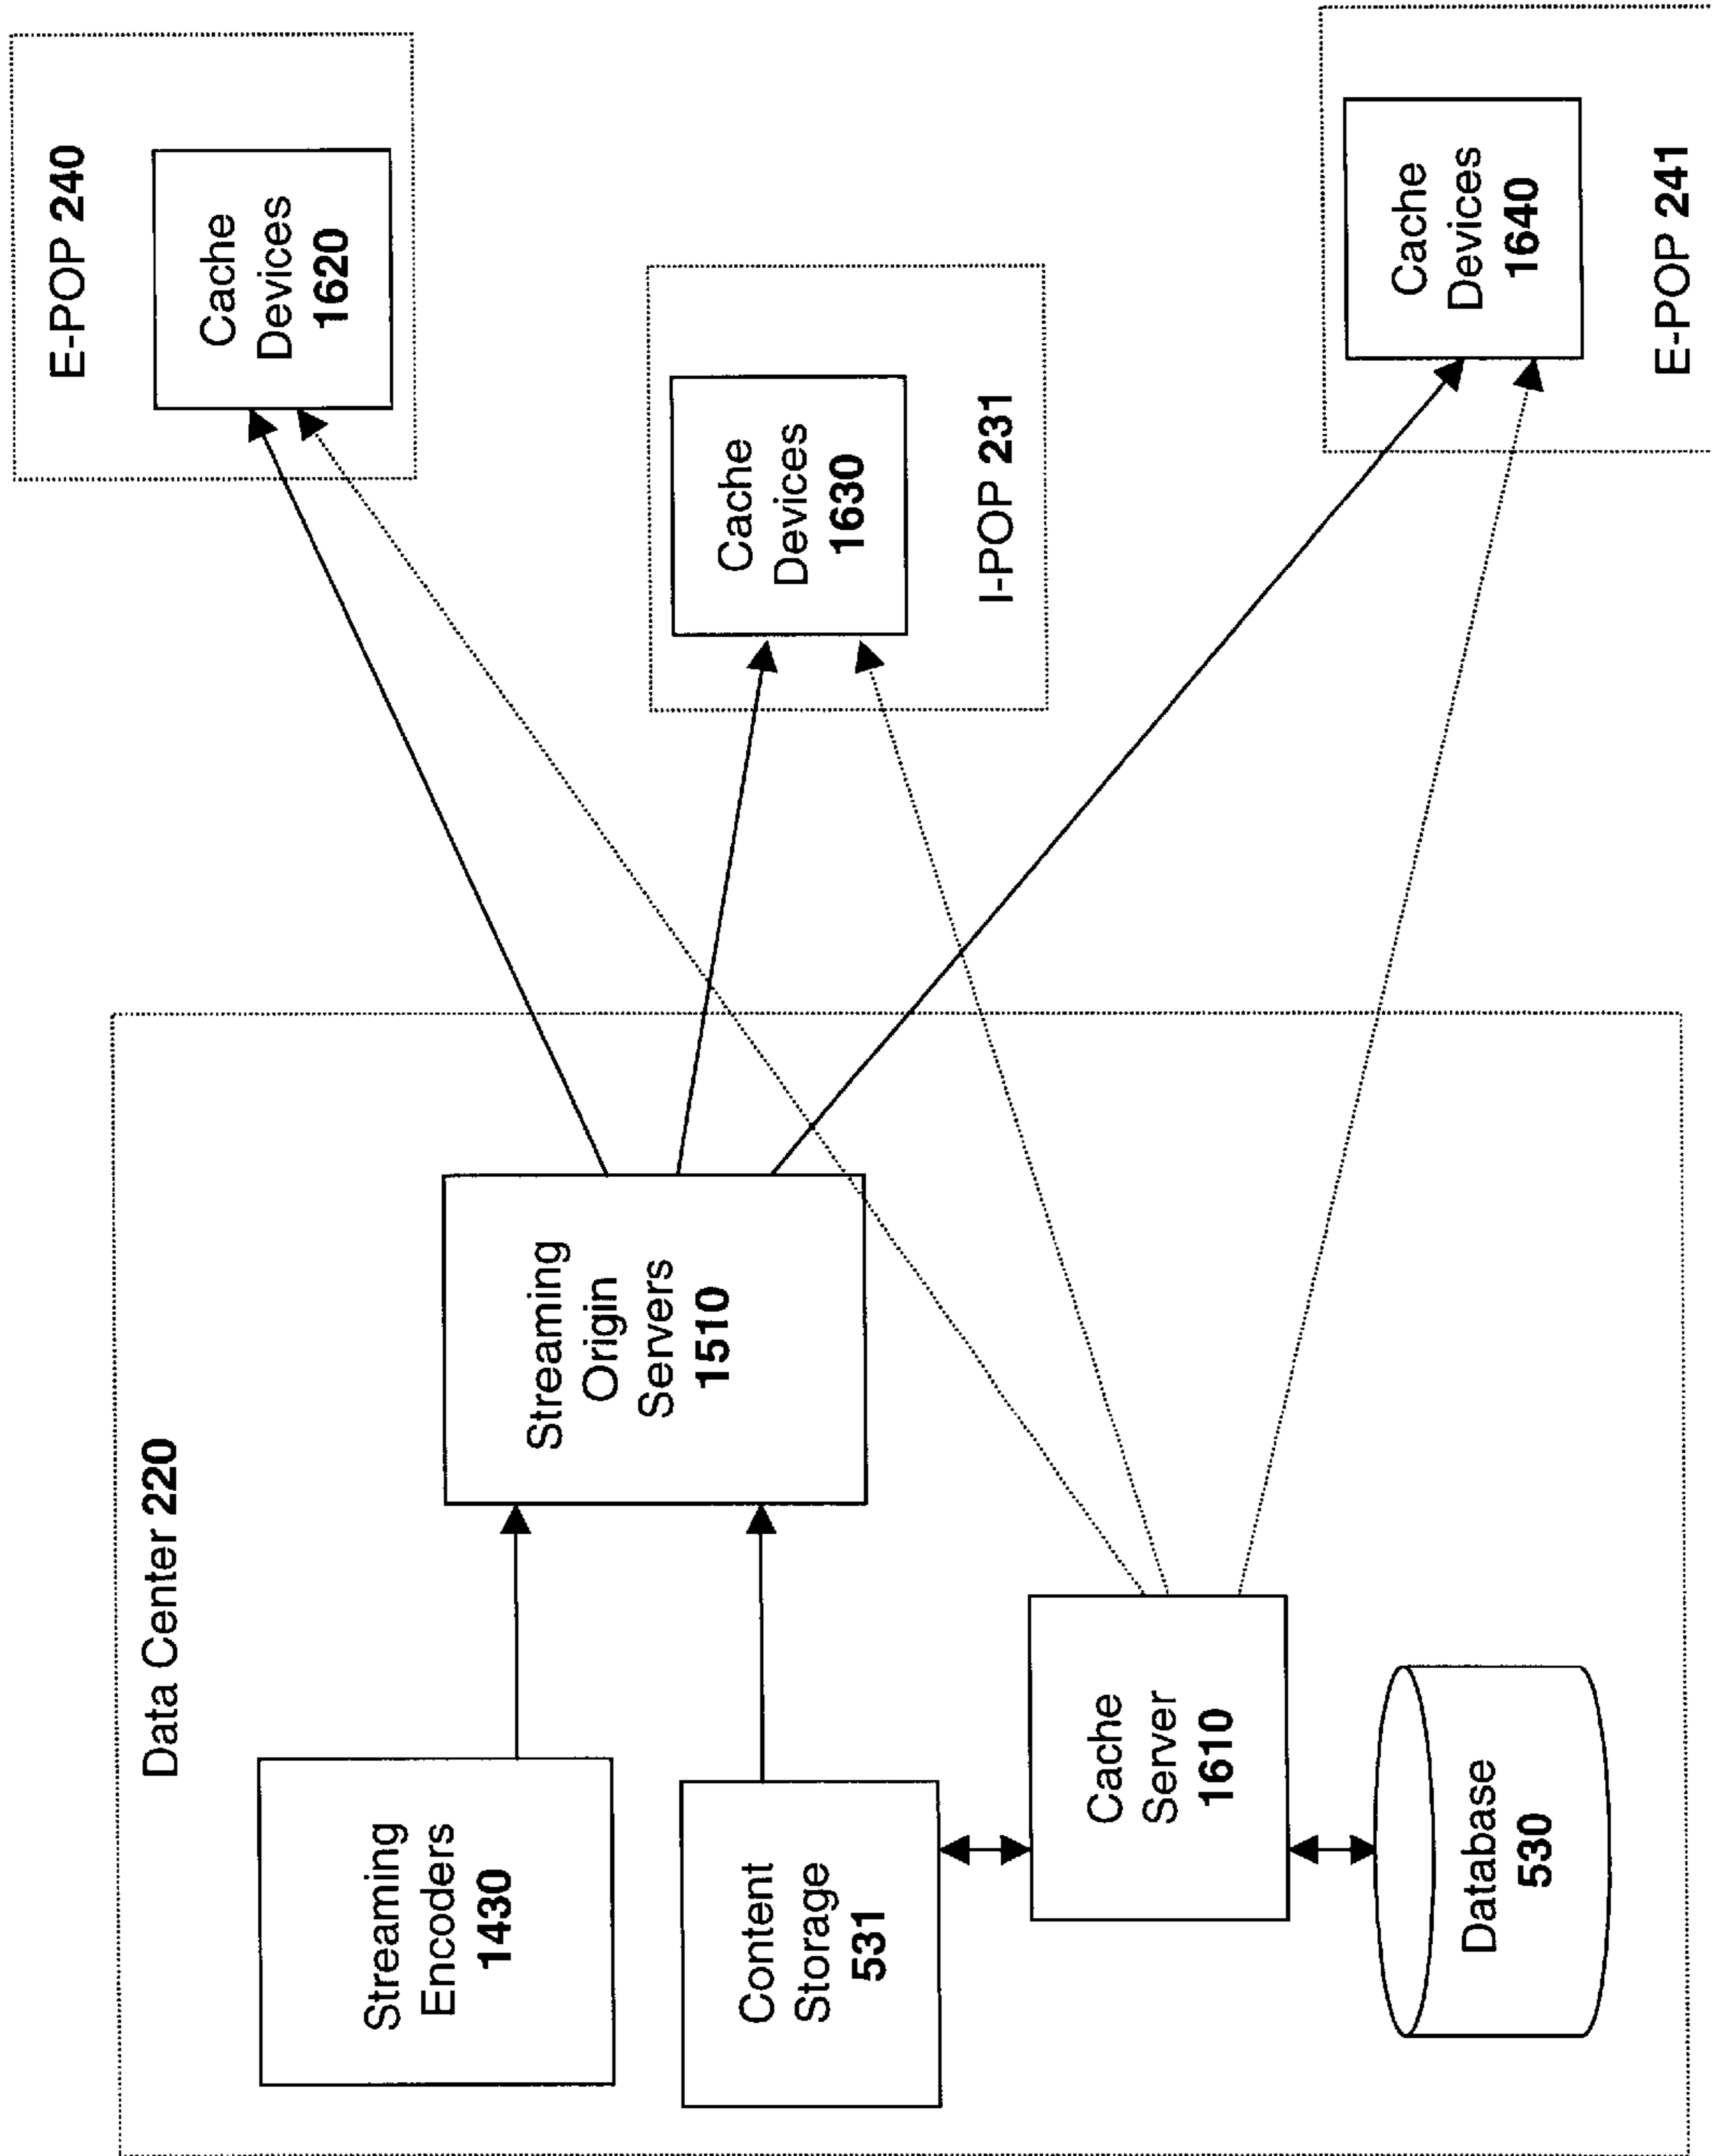 Data Center 220
Streaming
Encoders
1430
Content
Storage
531
Cache
Server
1610
Database
530
Streaming
Origin
Servers
1510
E-POP 240
Cache
Devices
1620
Cache
Devices
1630
I-POP 231
Cache
Devices
1640
E-POP 241